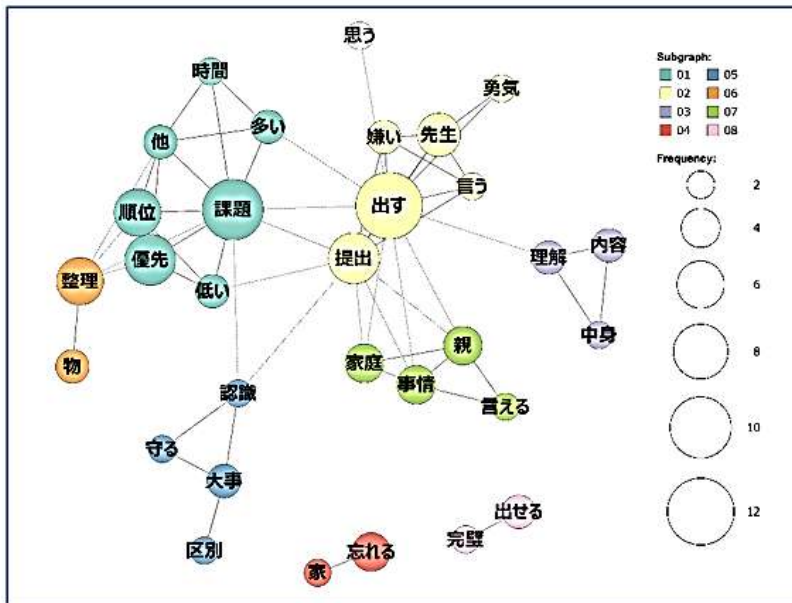 思う
時間
勇気
多い
嫌い
先生
他
言う
順位
課題
出す
優先
提出
理解
内容
整理
低い
中身
物
家庭
親
事情
言える
認識
守る
大事
区別
出せる
完璧
忘れる
家
Subgraph:
01
05
02
06
03
07
04
08
Frequency:
2
4
6
8
10
12